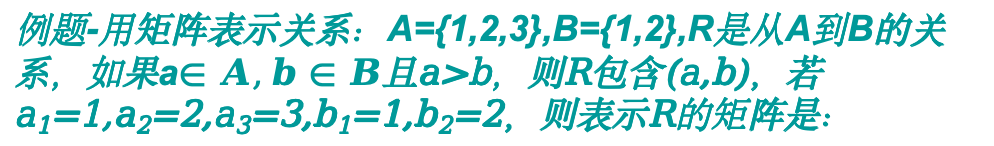 例题-用矩阵表示关系：A={1,2,3},B={1,2},R是从A到B的关
系，如果a∈ A , b ∈ B且a>b，则R包含(a,b)，若
a₁=1,a₂=2,a₃=3,b₁=1,b₂=2，则表示R的矩阵是：